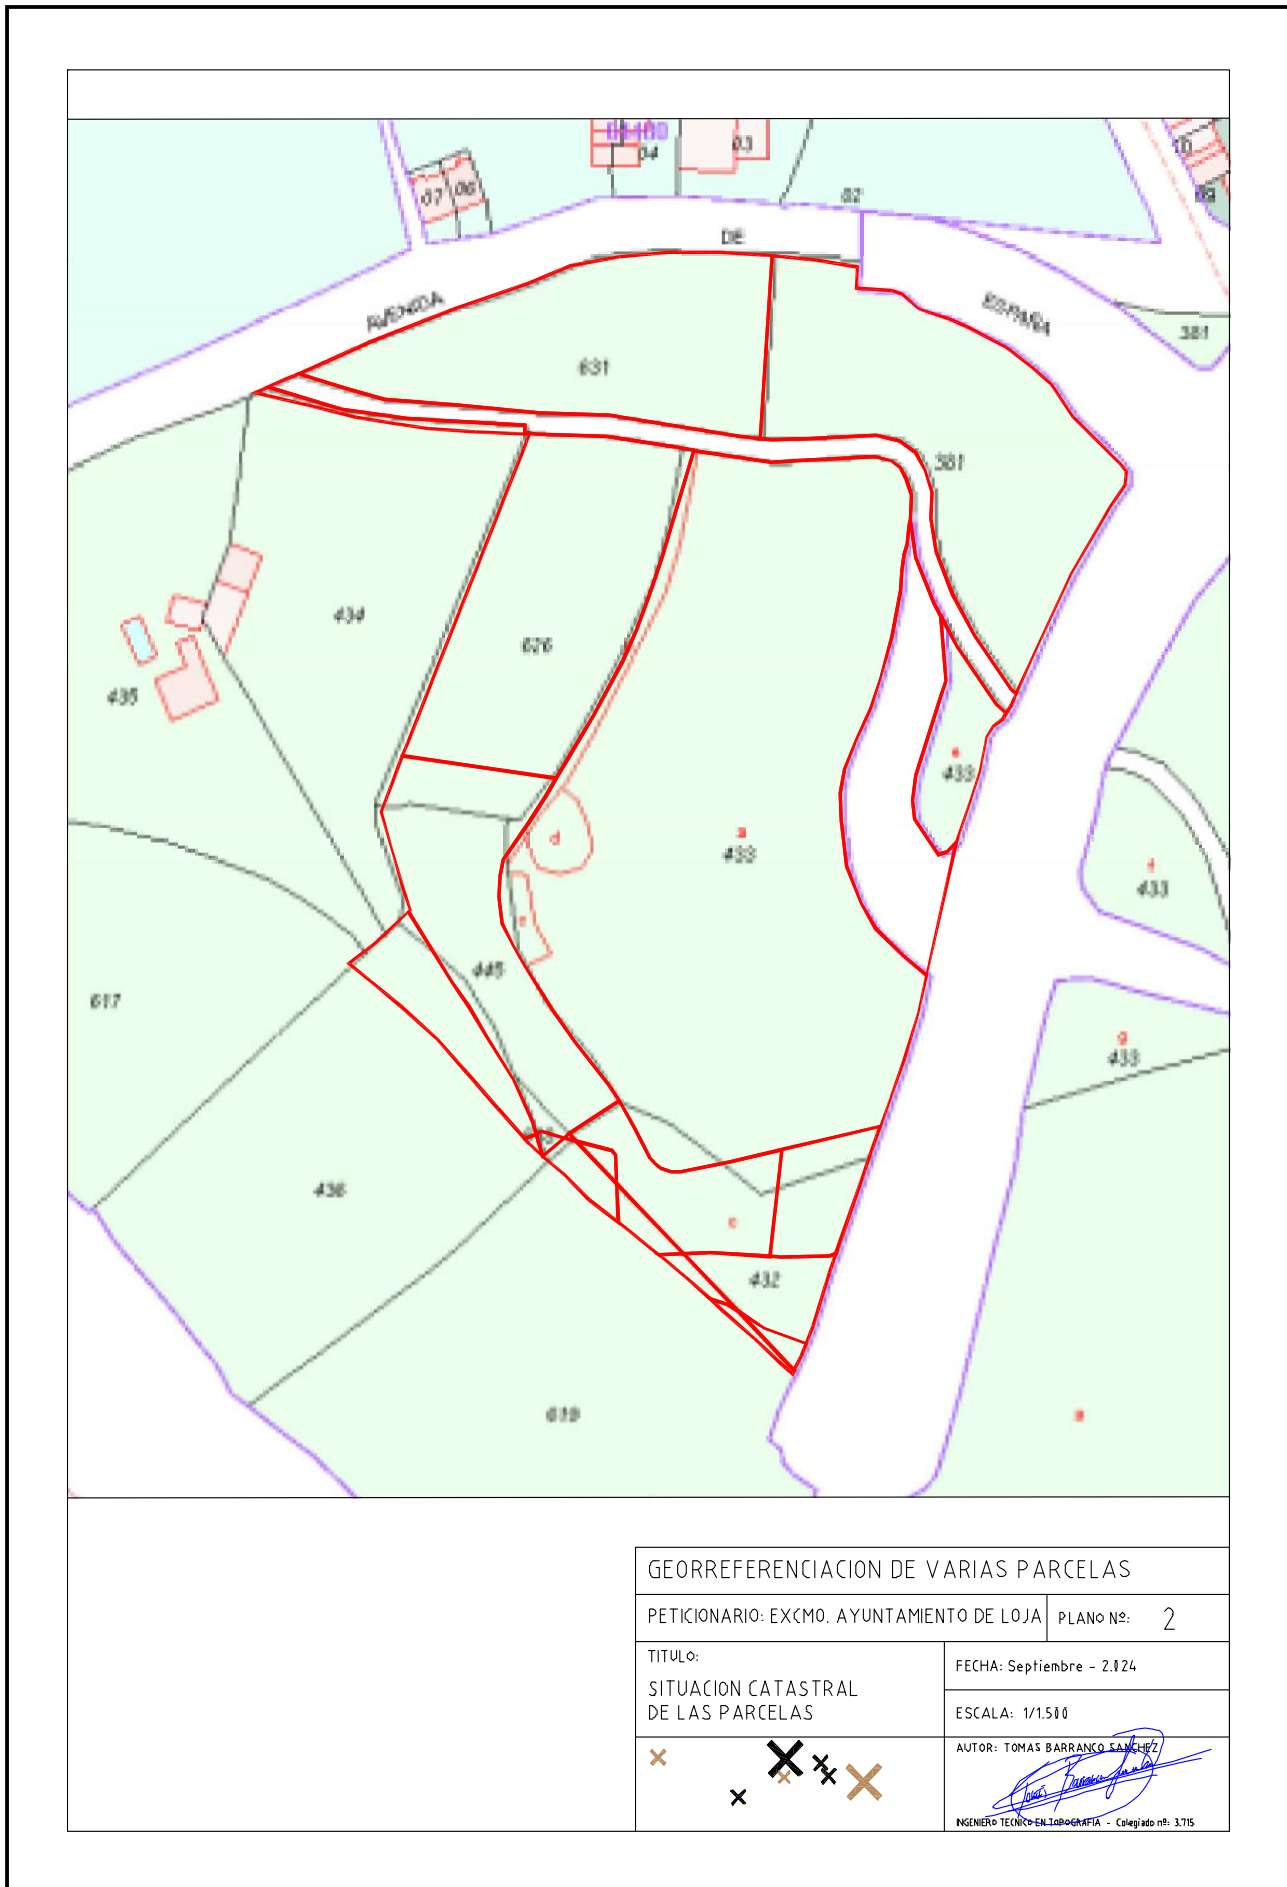 04
03
10
07
06
02
09
DE
AVENIDA
ESPAÑA
381
631
381
434
626
435
e
433
d
a
433
f
433
c
445
617
g
433
436
c
432
619
a
GEORREFERENCIACION DE VARIAS PARCELAS
PETICIONARIO: EXCMO. AYUNTAMIENTO DE LOJA
PLANO Nº: 2
TITULO:
SITUACION CATASTRAL
DE LAS PARCELAS
FECHA: Septiembre - 2.024
ESCALA: 1/1.500
AUTOR: TOMAS BARRANCO SANCHEZ
INGENIERO TECNICO EN TOPOGRAFIA - Colegiado nº: 3.715